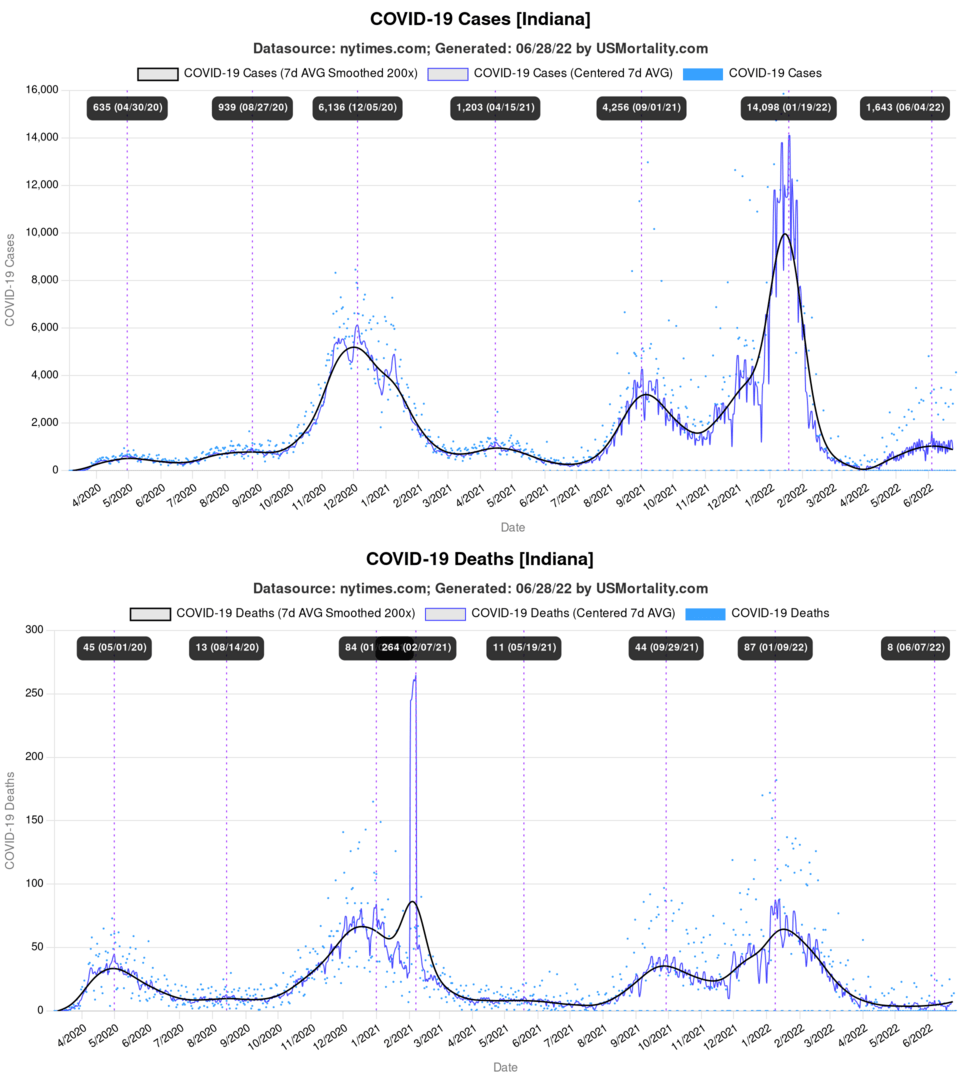 COVID-19 Cases [Indiana]
Datasource: nytimes.com; Generated: 06/28/22 by USMortality.com
COVID-19 Cases (7d AVG Smoothed 200x) COVID-19 Cases (Centered 7d AVG) COVID-19 Cases
16,000
635 (04/30/20) 939 (08/27/20) 6,136 (12/05/20) 1,203 (04/15/21) 4,256 (09/01/21) 14,098 (01/19/22) 1,643 (06/04/22)
14,000
12,000
10,000
8,000
6,000
4,000
2,000
0
COVID-19 Cases
4/2020 5/2020 6/2020 7/2020 8/2020 9/2020 10/2020 11/2020 12/2020 1/2021 2/2021 3/2021 4/2021 5/2021 6/2021 7/2021 8/2021 9/2021 10/2021 11/2021 12/2021 1/2022 2/2022 3/2022 4/2022 5/2022 6/2022
Date
COVID-19 Deaths [Indiana]
Datasource: nytimes.com; Generated: 06/28/22 by USMortality.com
COVID-19 Deaths (7d AVG Smoothed 200x) COVID-19 Deaths (Centered 7d AVG) COVID-19 Deaths
300
45 (05/01/20) 13 (08/14/20) 84 (01 264 (02/07/21) 11 (05/19/21) 44 (09/29/21) 87 (01/09/22) 8 (06/07/22)
250
200
150
100
50
0
COVID-19 Deaths
4/2020 5/2020 6/2020 7/2020 8/2020 9/2020 10/2020 11/2020 12/2020 1/2021 2/2021 3/2021 4/2021 5/2021 6/2021 7/2021 8/2021 9/2021 10/2021 11/2021 12/2021 1/2022 2/2022 3/2022 4/2022 5/2022 6/2022
Date